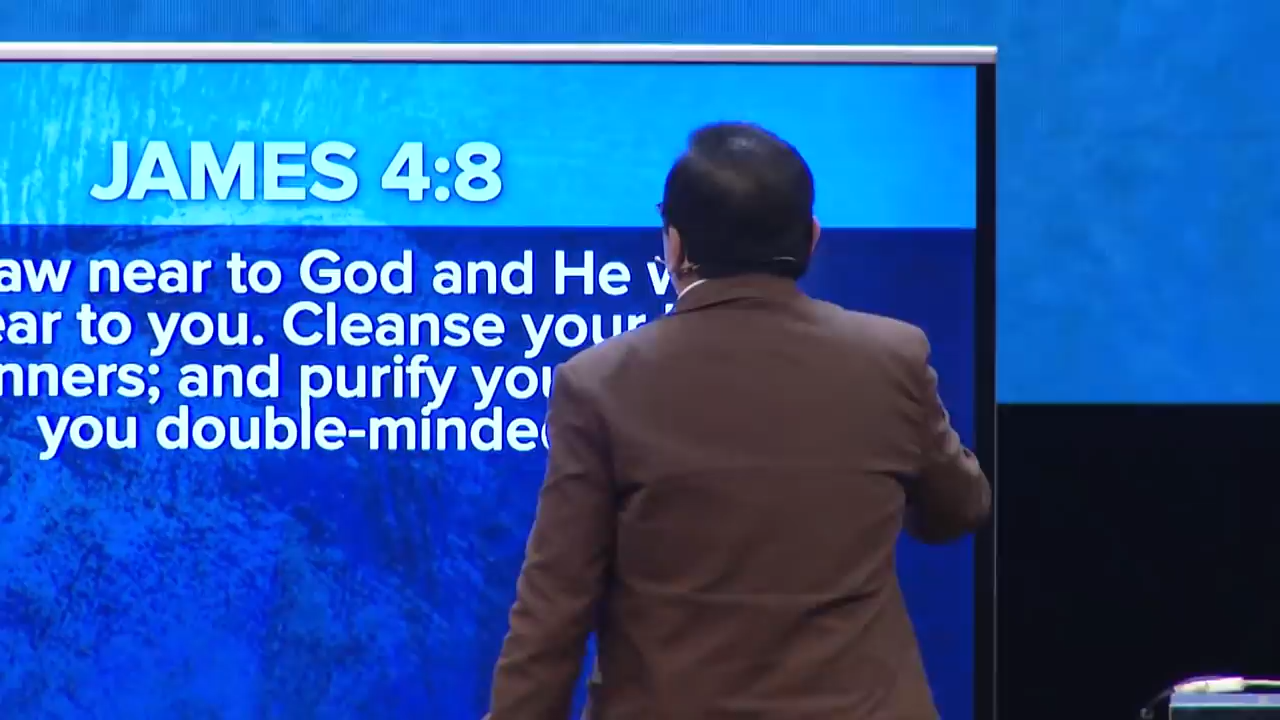 JAMES 4:8
aw near to God and He w
ear to you. Cleanse your
nners; and purify you
you double-minded